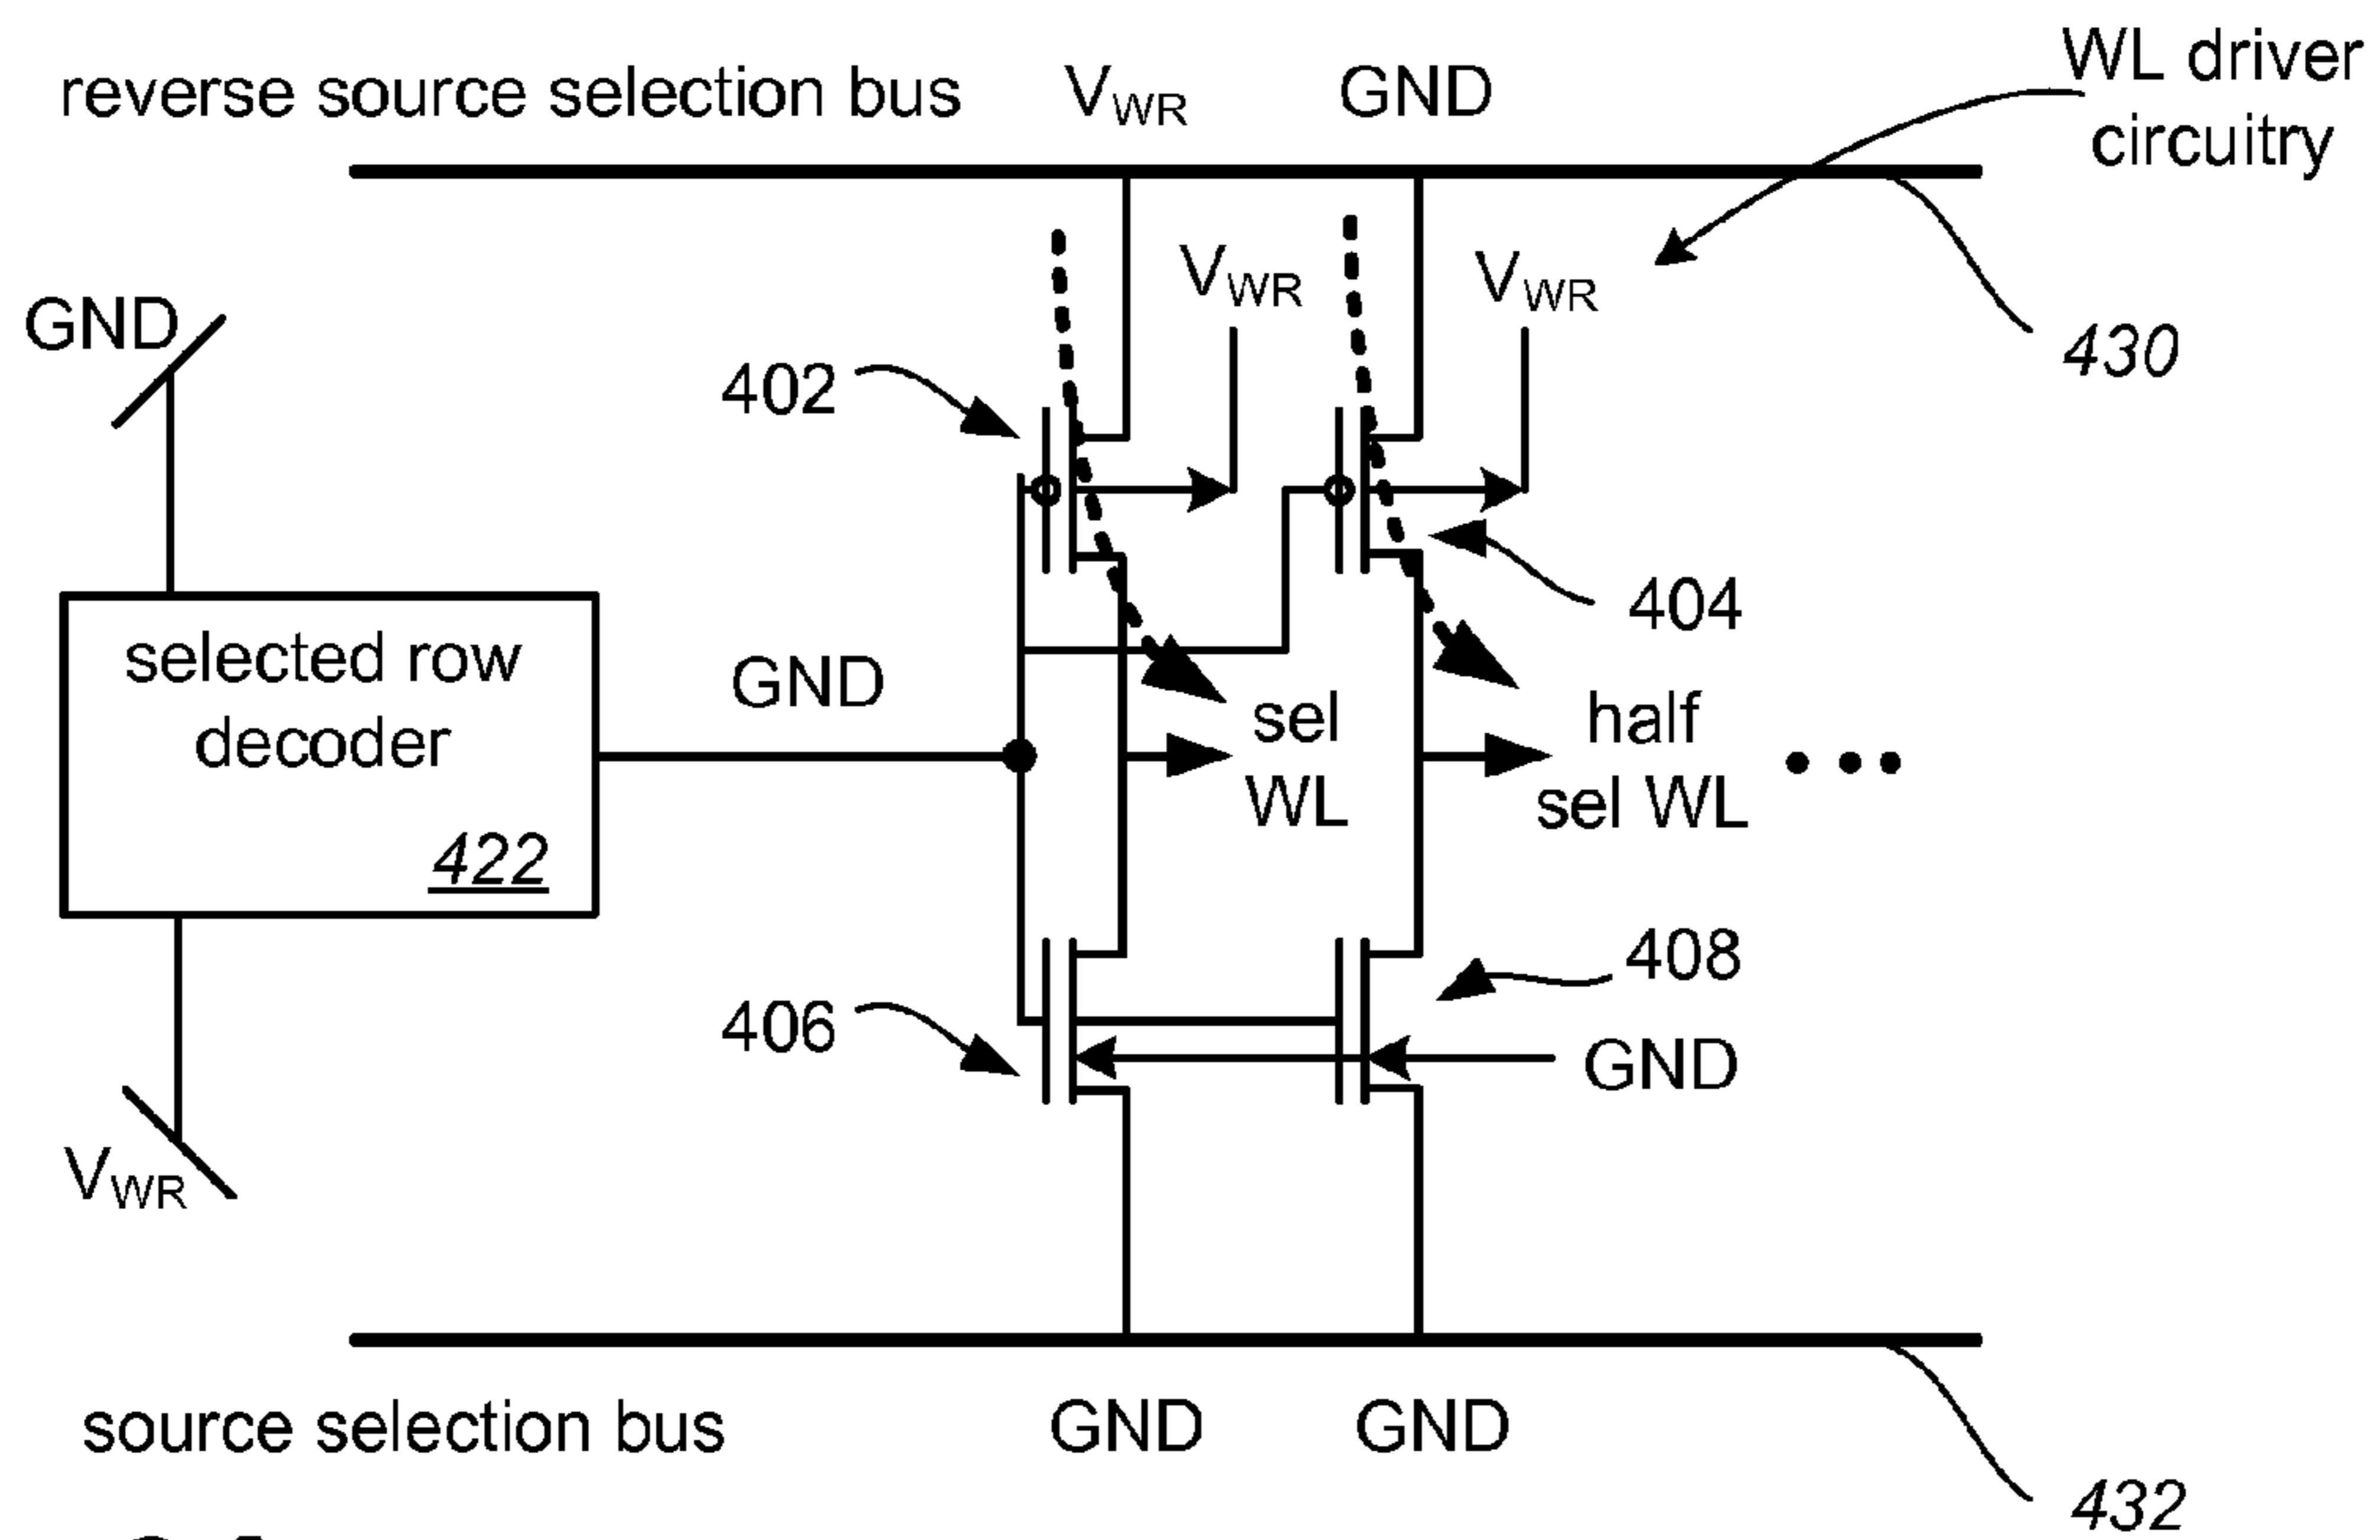 reverse source selection bus
VWR
GND
WL driver
circuitry
GND
VWR
VWR
430
402
404
selected row
decoder
422
GND
sel
WL
half
sel WL
406
408
GND
VWR
source selection bus
GND
GND
432